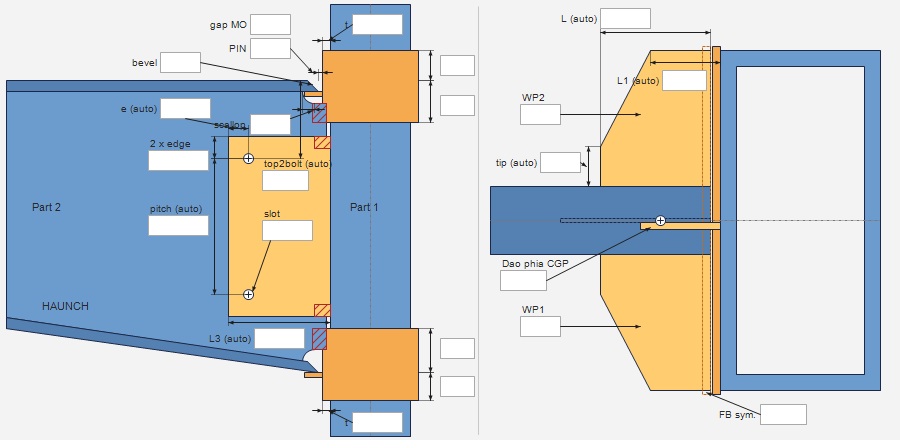 gap MO
t
PIN
bevel
e (auto)
scallop
2 x edge
top2bolt (auto)
Part 2
pitch (auto)
slot
Part 1
HAUNCH
L3 (auto)
t
L (auto)
L1 (auto)
WP2
tip (auto)
Dao phia CGP
WP1
FB sym.